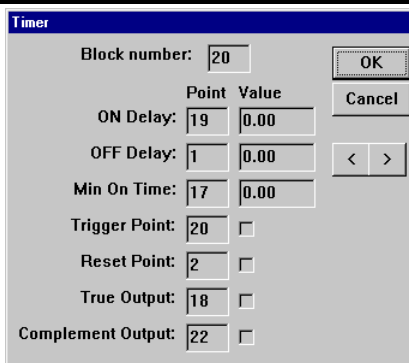 Timer
Block number: 20
OK
Point Value
Cancel
ON Delay: 19 0.00
OFF Delay: 1 0.00
< >
Min On Time: 17 0.00
Trigger Point: 20
Reset Point: 2
True Output: 18
Complement Output: 22